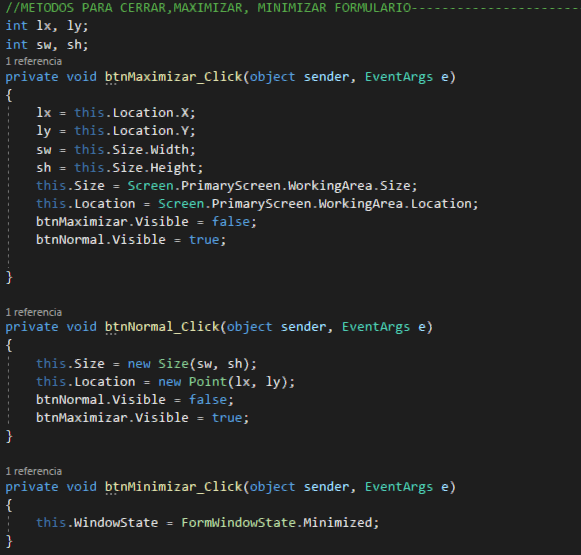 //METODOS PARA CERRAR,MAXIMIZAR, MINIMIZAR FORMULARIO----------------------
int lx, ly;
int sw, sh;
1 referencia
private void btnMaximizar_Click(object sender, EventArgs e)
{
lx = this.Location.X;
ly = this.Location.Y;
sw = this.Size.Width;
sh = this.Size.Height;
this.Size = Screen.PrimaryScreen.WorkingArea.Size;
this.Location = Screen.PrimaryScreen.WorkingArea.Location;
btnMaximizar.Visible = false;
btnNormal.Visible = true;
}
1 referencia
private void btnNormal_Click(object sender, EventArgs e)
{
this.Size = new Size(sw, sh);
this.Location = new Point(lx, ly);
btnNormal.Visible = false;
btnMaximizar.Visible = true;
}
1 referencia
private void btnMinimizar_Click(object sender, EventArgs e)
{
this.WindowState = FormWindowState.Minimized;
}